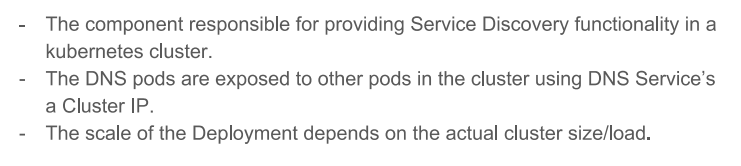 - The component responsible for providing Service Discovery functionality in a
kubernetes cluster.
- The DNS pods are exposed to other pods in the cluster using DNS Service’s
a Cluster IP.
- The scale of the Deployment depends on the actual cluster size/load.